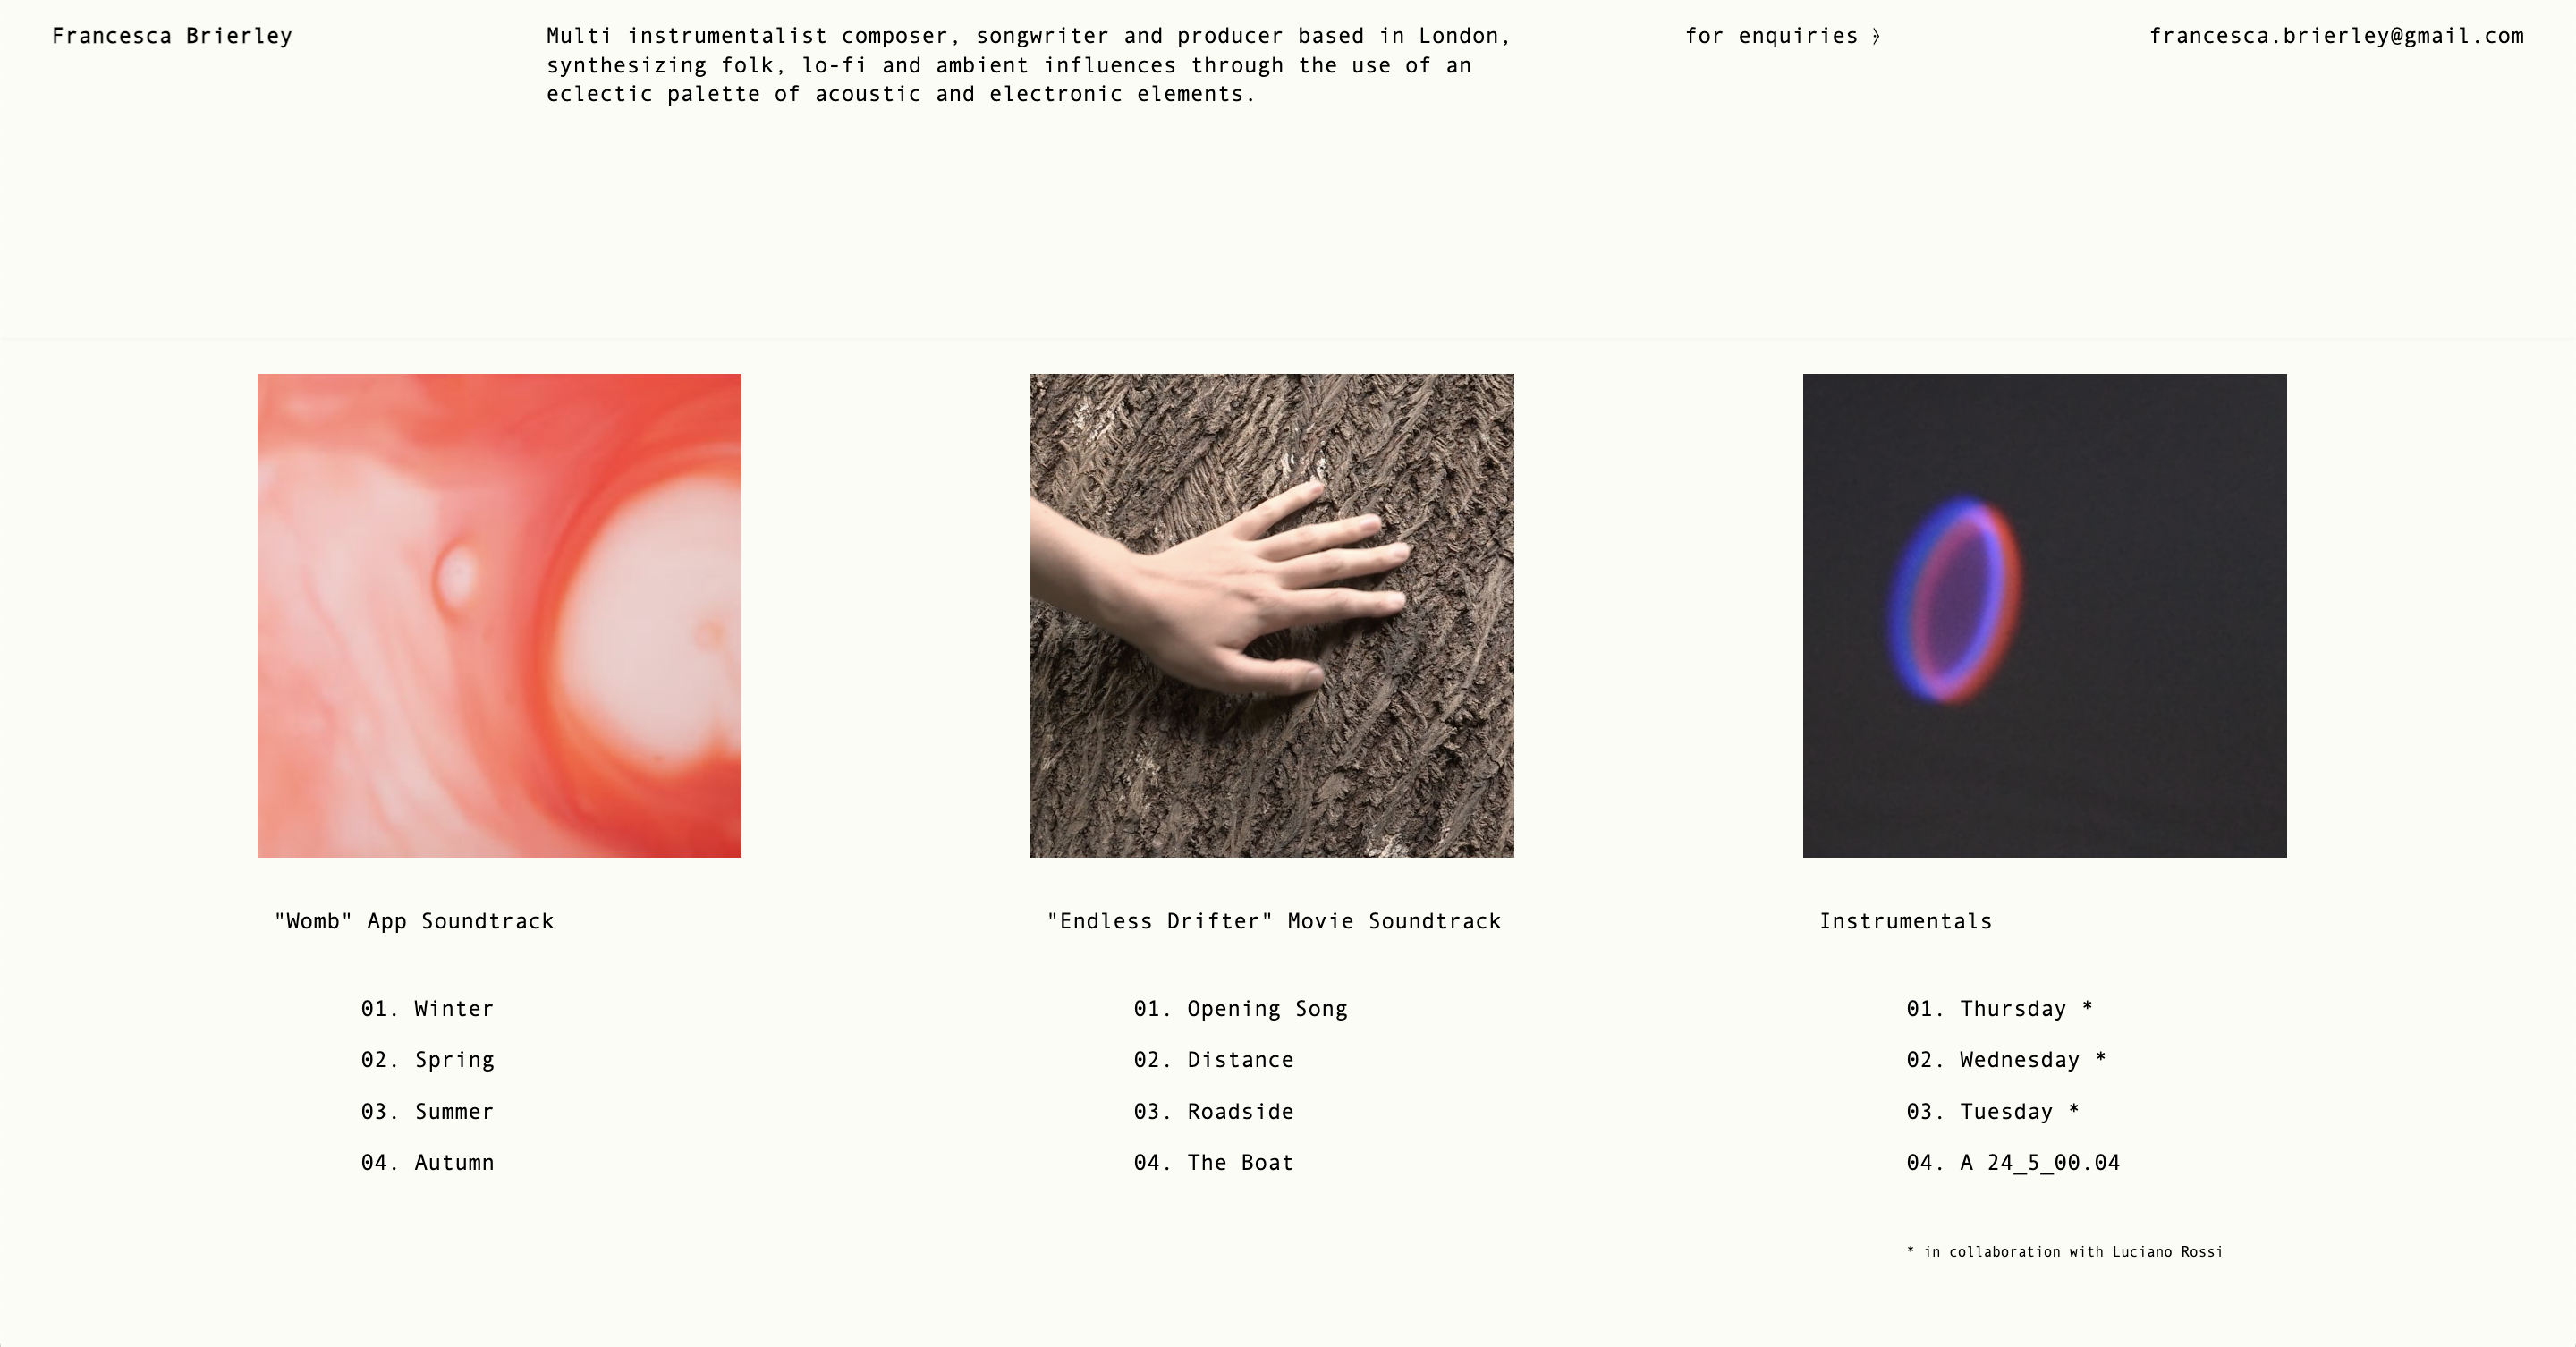 Francesca Brierley
Multi instrumentalist composer, songwriter and producer based in London,
synthesizing folk, lo-fi and ambient influences through the use of an
eclectic palette of acoustic and electronic elements.
for enquiries 〉
francesca.brierley@gmail.com
"Womb" App Soundtrack
01. Winter
02. Spring
03. Summer
04. Autumn
"Endless Drifter" Movie Soundtrack
01. Opening Song
02. Distance
03. Roadside
04. The Boat
Instrumentals
01. Thursday *
02. Wednesday *
03. Tuesday *
04. A 24_5_00.04
* in collaboration with Luciano Rossi